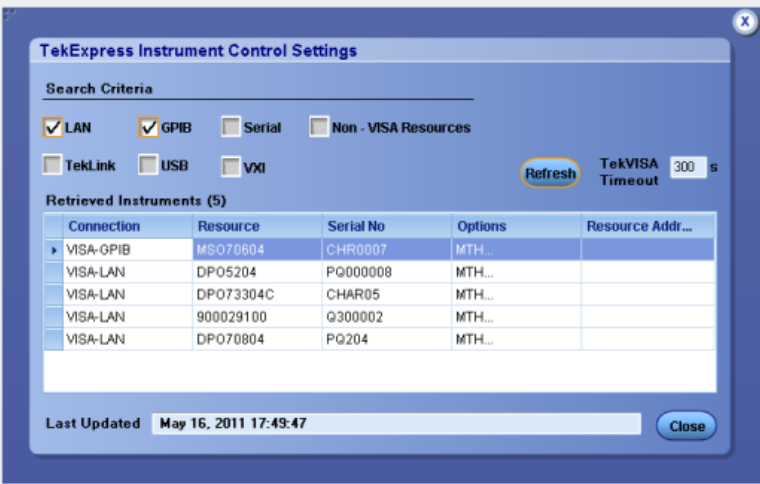 X
TekExpress Instrument Control Settings
Search Criteria
LAN GPIB Serial Non - VISA Resources
TekLink USB VXI
Refresh TekVISA Timeout 300 s
Retrieved Instruments (5)
Connection Resource Serial No Options Resource Addr...
VISA-GPIB MSO70604 CHR0007 MTH...
VISA-LAN DPO5204 PQ000008 MTH...
VISA-LAN DPO73304C CHAR05 MTH...
VISA-LAN 900029100 Q300002 MTH...
VISA-LAN DPO70804 PQ204 MTH...
Last Updated May 16, 2011 17:49:47 Close